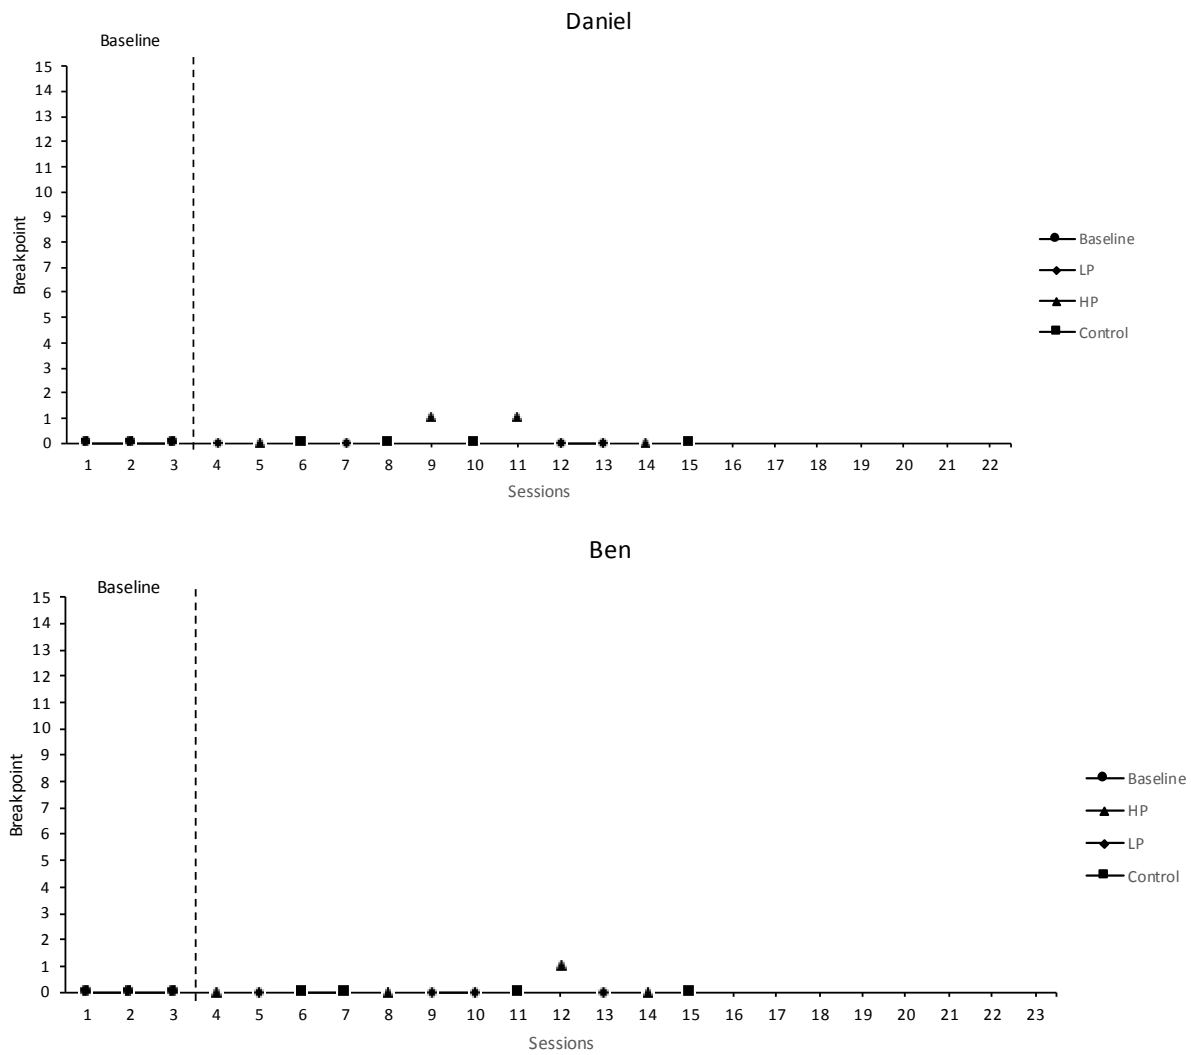 Daniel
Baseline
15
14
13
12
11
10
9
8
7
6
5
4
3
2
1
0
Breakpoint
1 2 3 4 5 6 7 8 9 10 11 12 13 14 15 16 17 18 19 20 21 22
Sessions
Baseline
LP
HP
Control
Ben
Baseline
15
14
13
12
11
10
9
8
7
6
5
4
3
2
1
0
Breakpoint
1 2 3 4 5 6 7 8 9 10 11 12 13 14 15 16 17 18 19 20 21 22 23
Sessions
Baseline
HP
LP
Control